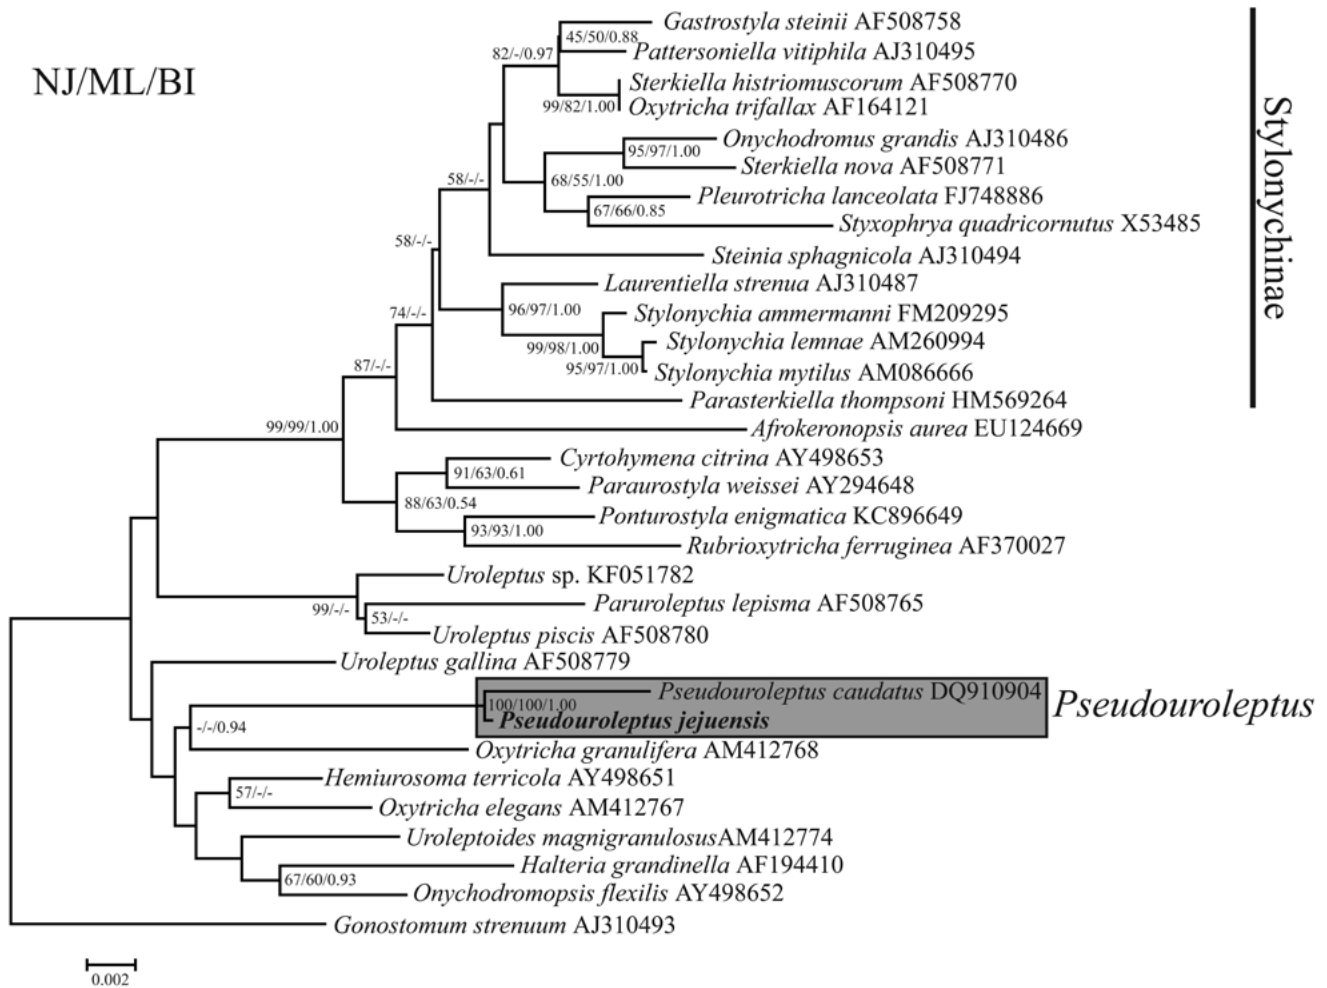 NJ/ML/BI
Gastrostyla steinii AF508758
45/50/0.88
Pattersoniella vitiphila AJ310495
82/-/0.97
Sterkiella histriomuscorum AF508770
99/82/1.00
Oxytricha trifallax AF164121
Onychodromus grandis AJ310486
95/97/1.00
Sterkiella nova AF508771
68/55/1.00
58/-/-
Pleurotricha lanceolata FJ748886
67/66/0.85
Styxophrya quadricornutus X53485
58/-/-
Steinia sphagnicola AJ310494
Laurentiella strenua AJ310487
96/97/1.00
74/-/-
Stylonychia ammermanni FM209295
99/98/1.00
Stylonychia lemnae AM260994
95/97/1.00
87/-/-
Stylonychia mytilus AM086666
Parasterkiella thompsoni HM569264
Stylonychinae
99/99/1.00
Afrokeronopsis aurea EU124669
Cyrtohymena citrina AY498653
91/63/0.61
Paraurostyla weissei AY294648
88/63/0.54
Ponturostyla enigmatica KC896649
93/93/1.00
Rubrioxytricha ferruginea AF370027
Uroleptus sp. KF051782
99/-/-
Paruroleptus lepisma AF508765
53/-/-
Uroleptus piscis AF508780
Uroleptus gallina AF508779
Pseudouroleptus caudatus DQ910904
100/100/1.00
Pseudouroleptus
Pseudouroleptus jejuensis
-/-/0.94
Oxytricha granulifera AM412768
Hemiurosoma terricola AY498651
57/-/-
Oxytricha elegans AM412767
Uroleptoides magnigranulosusAM412774
Halteria grandinella AF194410
67/60/0.93
Onychodromopsis flexilis AY498652
Gonostomum strenuum AJ310493
0.002